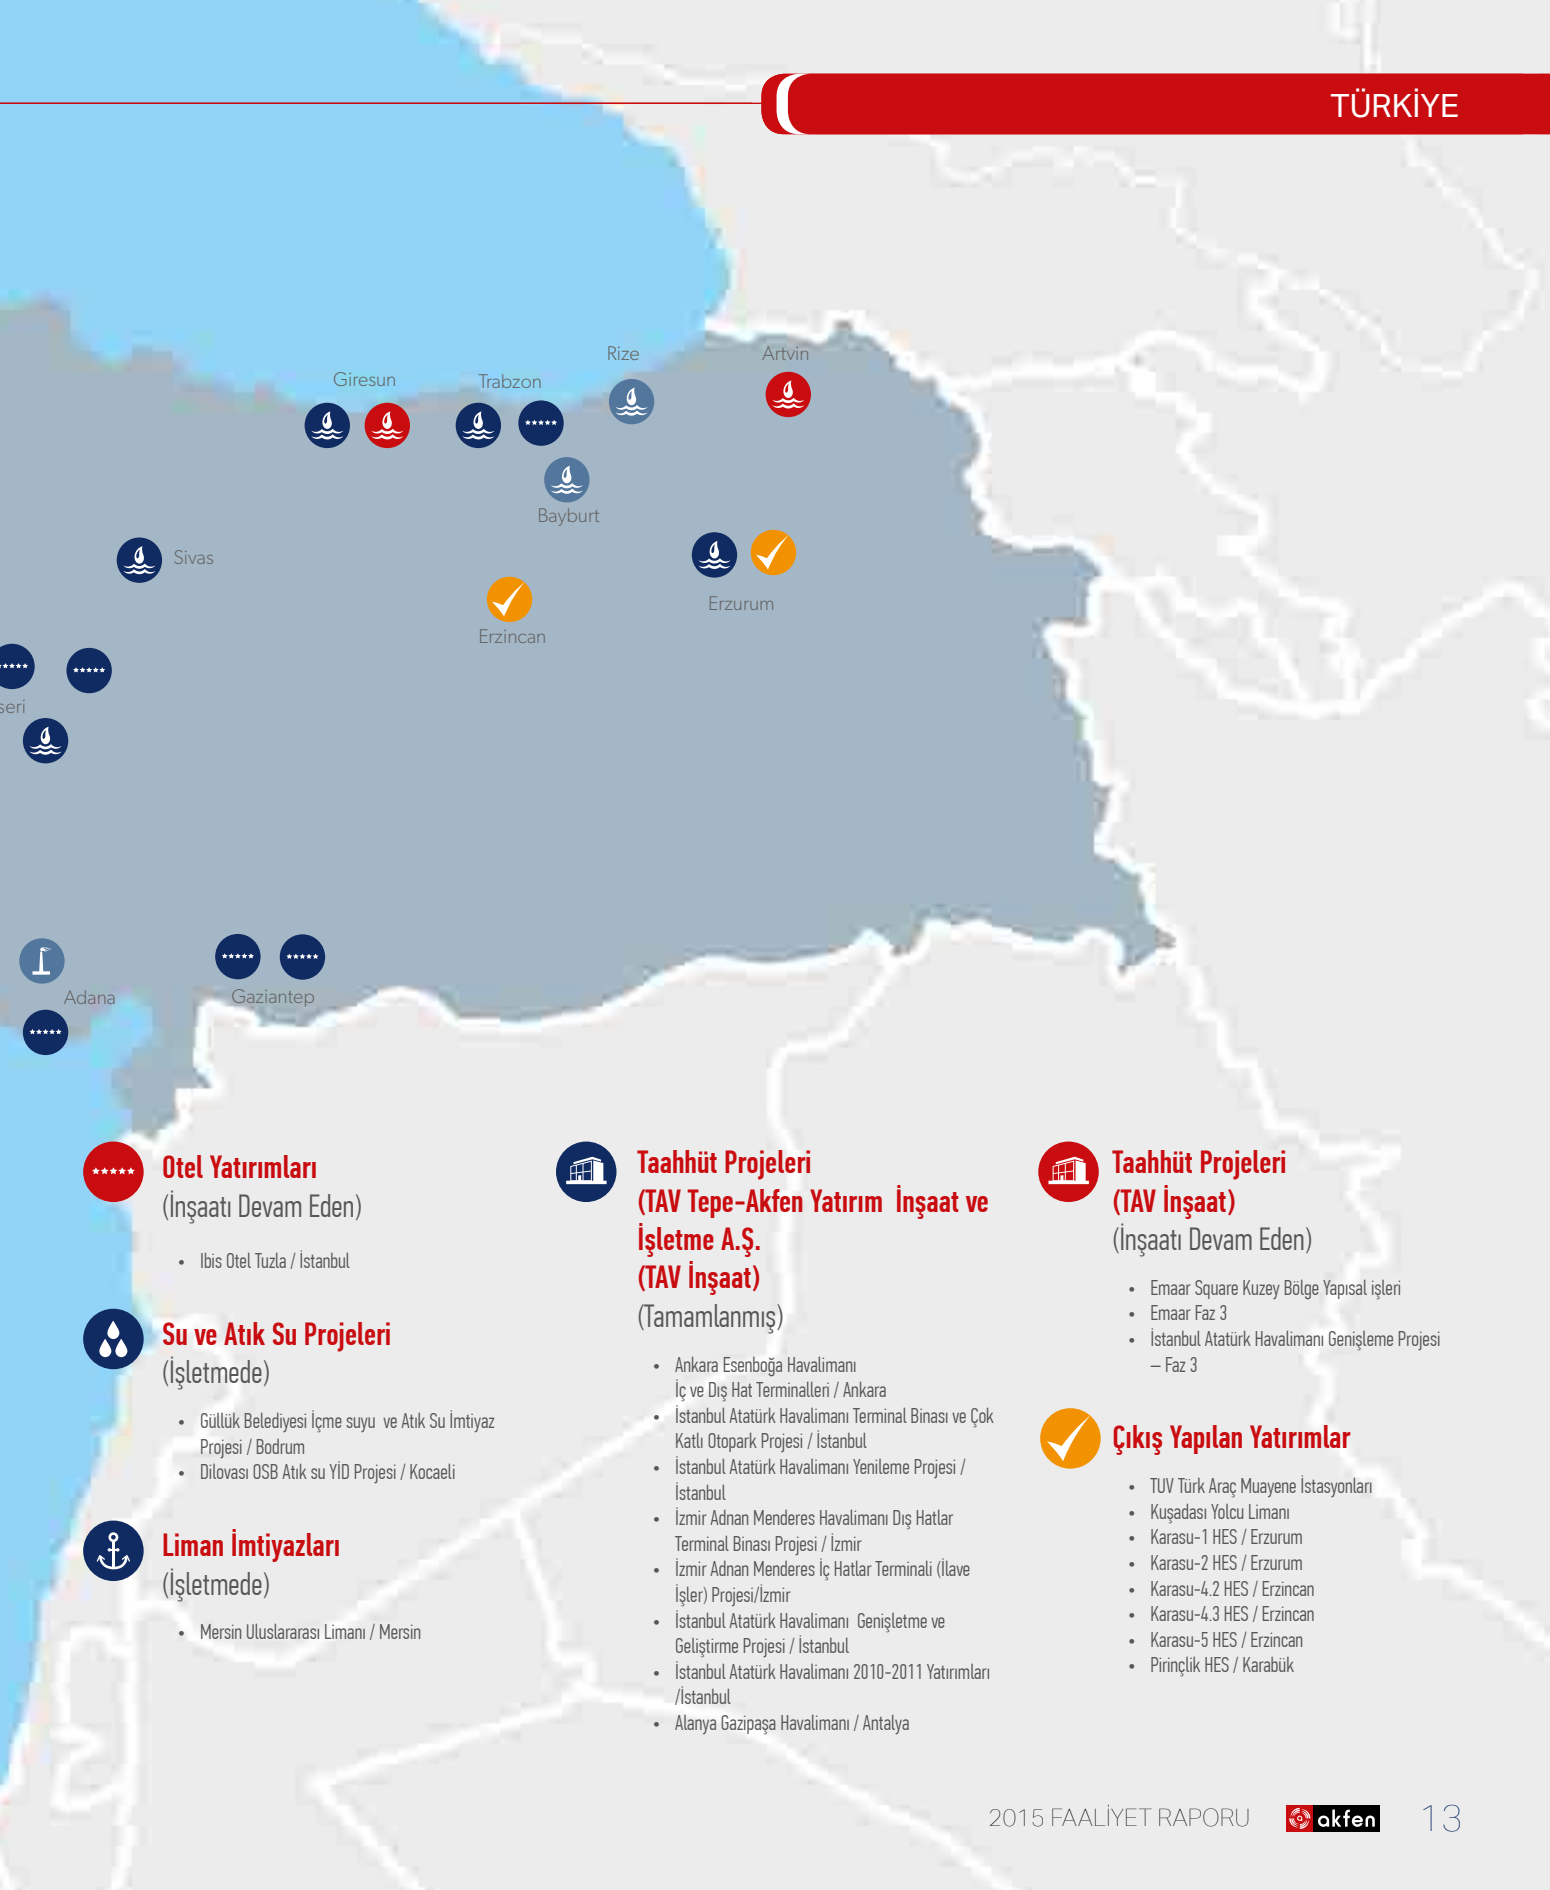 TÜRKİYE
Rize
Artvin
Giresun
Trabzon
Bayburt
Sivas
Erzurum
Erzincan
seri
Adana
Gaziantep
Otel Yatırımları
(İnşaatı Devam Eden)
• Ibis Otel Tuzla / İstanbul
Su ve Atık Su Projeleri
(İşletmede)
• Güllük Belediyesi İçme suyu ve Atık Su İmtiyaz
Projesi / Bodrum
• Dilovası OSB Atık su YİD Projesi / Kocaeli
Liman İmtiyazları
(İşletmede)
• Mersin Uluslararası Limanı / Mersin
Taahhüt Projeleri
(TAV Tepe-Akfen Yatırım İnşaat ve
İşletme A.Ş.
(TAV İnşaat)
(Tamamlanmış)
• Ankara Esenboğa Havalimanı
İç ve Dış Hat Terminalleri / Ankara
• İstanbul Atatürk Havalimanı Terminal Binası ve Çok
Katlı Otopark Projesi / İstanbul
• İstanbul Atatürk Havalimanı Yenileme Projesi /
İstanbul
• İzmir Adnan Menderes Havalimanı Dış Hatlar
Terminal Binası Projesi / İzmir
• İzmir Adnan Menderes İç Hatlar Terminali (İlave
İşler) Projesi/İzmir
• İstanbul Atatürk Havalimanı Genişletme ve
Geliştirme Projesi / İstanbul
• İstanbul Atatürk Havalimanı 2010-2011 Yatırımları
/İstanbul
• Alanya Gazipaşa Havalimanı / Antalya
Taahhüt Projeleri
(TAV İnşaat)
(İnşaatı Devam Eden)
• Emaar Square Kuzey Bölge Yapısal işleri
• Emaar Faz 3
• İstanbul Atatürk Havalimanı Genişleme Projesi
– Faz 3
Çıkış Yapılan Yatırımlar
• TUV Türk Araç Muayene İstasyonları
• Kuşadası Yolcu Limanı
• Karasu-1 HES / Erzurum
• Karasu-2 HES / Erzurum
• Karasu-4.2 HES / Erzincan
• Karasu-4.3 HES / Erzincan
• Karasu-5 HES / Erzincan
• Pirinçlik HES / Karabük
2015 FAALİYET RAPORU akfen 13